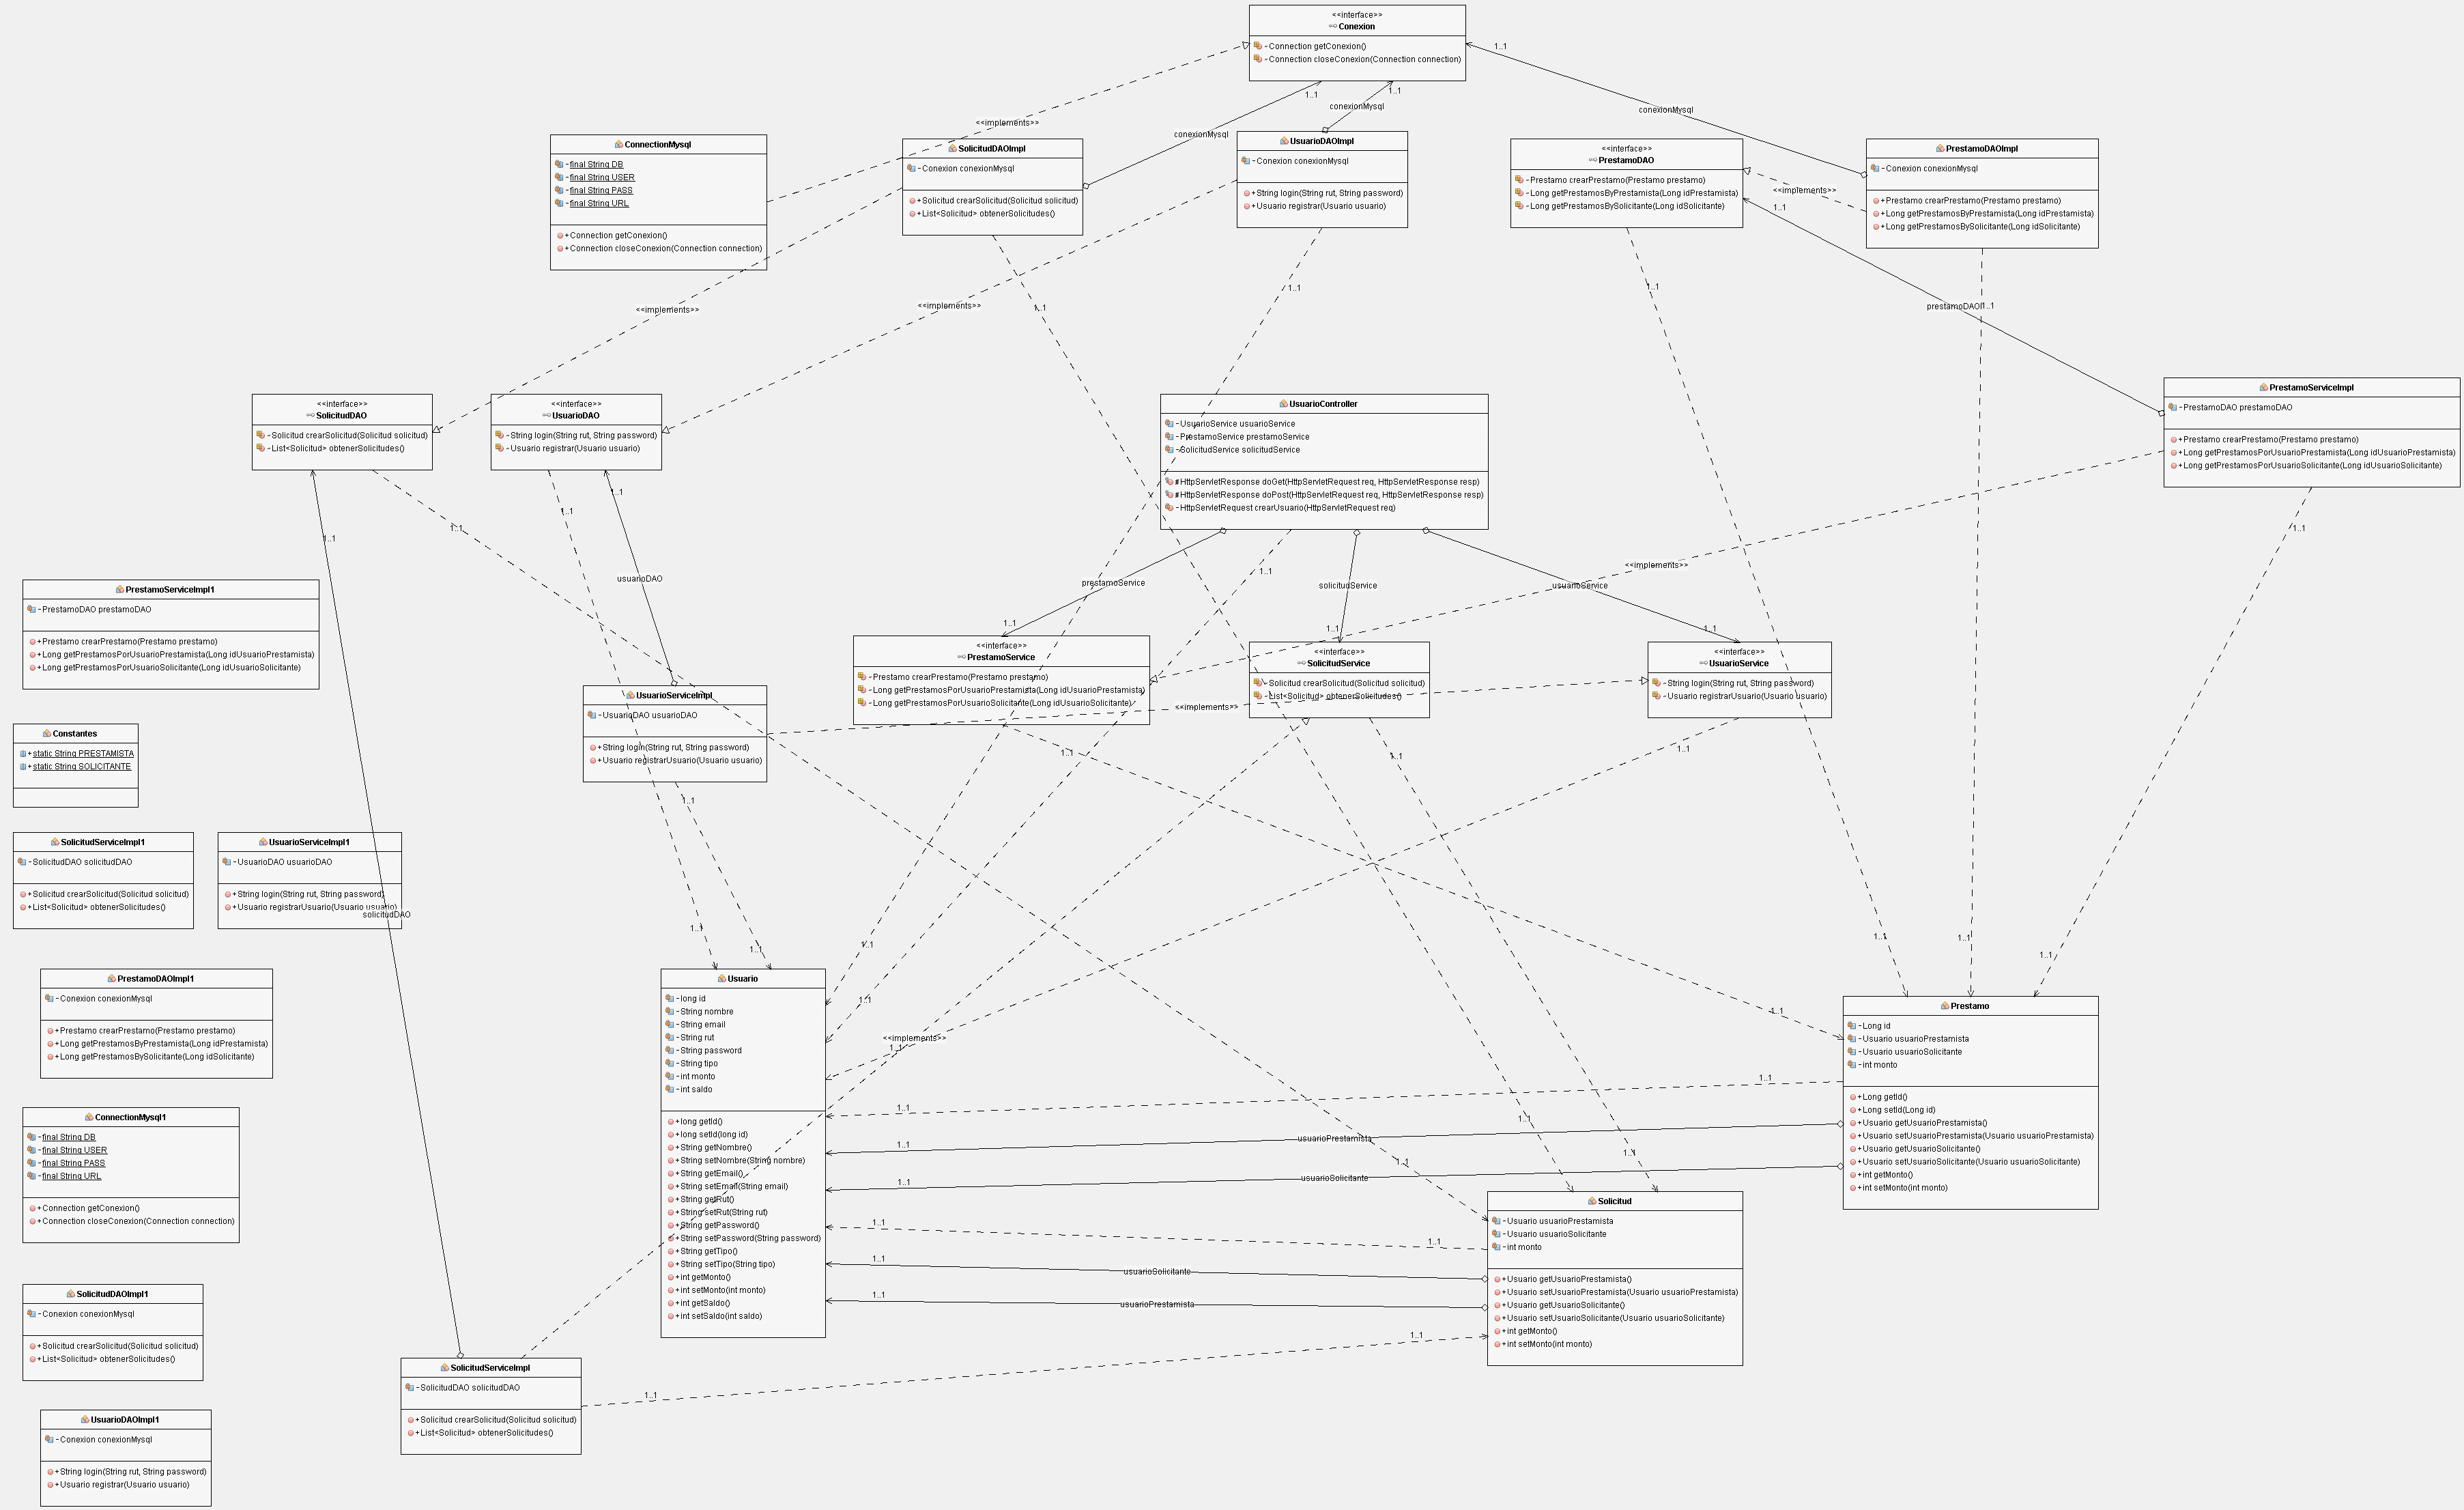 <<interface>>
Conexion
- Connection getConexion()
- Connection closeConexion(Connection connection)
1..1
1..1
1..1
conexionMysql
conexionMysql
conexionMysql
<<implements>>
ConnectionMysql
- final String DB
- final String USER
- final String PASS
- final String URL
+ Connection getConexion()
+ Connection closeConexion(Connection connection)
SolicitudDAOImpl
- Conexion conexionMysql
+ Solicitud crearSolicitud(Solicitud solicitud)
+ List<Solicitud> obtenerSolicitudes()
UsuarioDAOImpl
- Conexion conexionMysql
+ String login(String rut, String password)
+ Usuario registrar(Usuario usuario)
<<interface>>
PrestamoDAO
- Prestamo crearPrestamo(Prestamo prestamo)
- Long getPrestamosByPrestamista(Long idPrestamista)
- Long getPrestamosBySolicitante(Long idSolicitante)
<<implements>>
1..1
PrestamoDAOImpl
- Conexion conexionMysql
+ Prestamo crearPrestamo(Prestamo prestamo)
+ Long getPrestamosByPrestamista(Long idPrestamista)
+ Long getPrestamosBySolicitante(Long idSolicitante)
<<implements>>
<<implements>>
1..1
1..1
1..1
prestamoDAO
1..1
<<interface>>
SolicitudDAO
- Solicitud crearSolicitud(Solicitud solicitud)
- List<Solicitud> obtenerSolicitudes()
<<interface>>
UsuarioDAO
- String login(String rut, String password)
- Usuario registrar(Usuario usuario)
UsuarioController
- UsuarioService usuarioService
- PrestamoService prestamoService
- SolicitudService solicitudService
# HttpServletResponse doGet(HttpServletRequest req, HttpServletResponse resp)
# HttpServletResponse doPost(HttpServletRequest req, HttpServletResponse resp)
- HttpServletRequest crearUsuario(HttpServletRequest req)
PrestamoServiceImpl
- PrestamoDAO prestamoDAO
+ Prestamo crearPrestamo(Prestamo prestamo)
+ Long getPrestamosPorUsuarioPrestamista(Long idUsuarioPrestamista)
+ Long getPrestamosPorUsuarioSolicitante(Long idUsuarioSolicitante)
1..1
1..1
1..1
1..1
1..1
1..1
usuarioDAO
prestamoService
1..1
solicitudService
usuarioService
<<implements>>
PrestamoServiceImpl1
- PrestamoDAO prestamoDAO
+ Prestamo crearPrestamo(Prestamo prestamo)
+ Long getPrestamosPorUsuarioPrestamista(Long idUsuarioPrestamista)
+ Long getPrestamosPorUsuarioSolicitante(Long idUsuarioSolicitante)
1..1
1..1
1..1
UsuarioServiceImpl
- UsuarioDAO usuarioDAO
+ String login(String rut, String password)
+ Usuario registrarUsuario(Usuario usuario)
<<interface>>
PrestamoService
- Prestamo crearPrestamo(Prestamo prestamo)
- Long getPrestamosPorUsuarioPrestamista(Long idUsuarioPrestamista)
- Long getPrestamosPorUsuarioSolicitante(Long idUsuarioSolicitante)
<<interface>>
SolicitudService
- Solicitud crearSolicitud(Solicitud solicitud)
- List<Solicitud> obtenerSolicitudes()
<<implements>>
<<interface>>
UsuarioService
- String login(String rut, String password)
- Usuario registrarUsuario(Usuario usuario)
Constantes
+ static String PRESTAMISTA
+ static String SOLICITANTE
1..1
1..1
1..1
1..1
SolicitudServiceImpl1
- SolicitudDAO solicitudDAO
+ Solicitud crearSolicitud(Solicitud solicitud)
+ List<Solicitud> obtenerSolicitudes()
UsuarioServiceImpl1
- UsuarioDAO usuarioDAO
+ String login(String rut, String password)
+ Usuario registrarUsuario(Usuario usuario)
solicitudDAO
1..1
1..1
1..1
1..1
1..1
1..1
PrestamoDAOImpl1
- Conexion conexionMysql
+ Prestamo crearPrestamo(Prestamo prestamo)
+ Long getPrestamosByPrestamista(Long idPrestamista)
+ Long getPrestamosBySolicitante(Long idSolicitante)
Usuario
- long id
- String nombre
- String email
- String rut
- String password
- String tipo
- int monto
- int saldo
+ long getId()
+ long setId(long id)
+ String getNombre()
+ String setNombre(String nombre)
+ String getEmail()
+ String setEmail(String email)
+ String getRut()
+ String setRut(String rut)
+ String getPassword()
+ String setPassword(String password)
+ String getTipo()
+ String setTipo(String tipo)
+ int getMonto()
+ int setMonto(int monto)
+ int getSaldo()
+ int setSaldo(int saldo)
1..1
<<implements>>
1..1
1..1
Prestamo
- Long id
- Usuario usuarioPrestamista
- Usuario usuarioSolicitante
- int monto
+ Long getId()
+ Long setId(Long id)
+ Usuario getUsuarioPrestamista()
+ Usuario setUsuarioPrestamista(Usuario usuarioPrestamista)
+ Usuario getUsuarioSolicitante()
+ Usuario setUsuarioSolicitante(Usuario usuarioSolicitante)
+ int getMonto()
+ int setMonto(int monto)
1..1
1..1
1..1
1..1
usuarioPrestamista
1..1
1..1
1..1
usuarioSolicitante
1..1
ConnectionMysql1
- final String DB
- final String USER
- final String PASS
- final String URL
+ Connection getConexion()
+ Connection closeConexion(Connection connection)
Solicitud
- Usuario usuarioPrestamista
- Usuario usuarioSolicitante
- int monto
+ Usuario getUsuarioPrestamista()
+ Usuario setUsuarioPrestamista(Usuario usuarioPrestamista)
+ Usuario getUsuarioSolicitante()
+ Usuario setUsuarioSolicitante(Usuario usuarioSolicitante)
+ int getMonto()
+ int setMonto(int monto)
1..1
1..1
1..1
usuarioSolicitante
1..1
usuarioPrestamista
1..1
1..1
SolicitudDAOImpl1
- Conexion conexionMysql
+ Solicitud crearSolicitud(Solicitud solicitud)
+ List<Solicitud> obtenerSolicitudes()
SolicitudServiceImpl
- SolicitudDAO solicitudDAO
+ Solicitud crearSolicitud(Solicitud solicitud)
+ List<Solicitud> obtenerSolicitudes()
UsuarioDAOImpl1
- Conexion conexionMysql
+ String login(String rut, String password)
+ Usuario registrar(Usuario usuario)